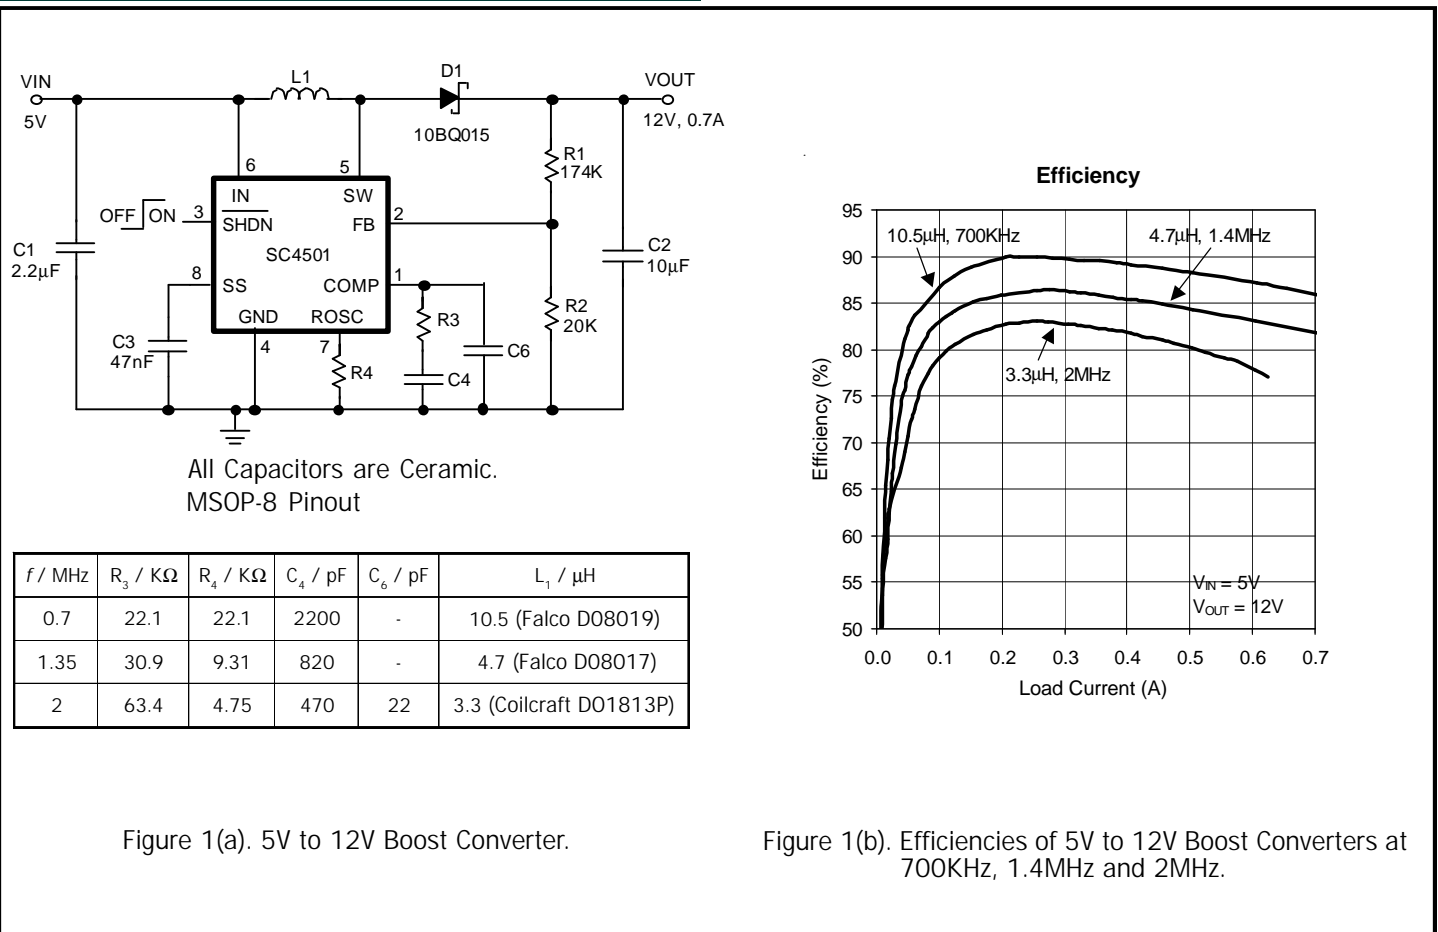 VIN
5V
L1
D1
10BQ015
VOUT
12V, 0.7A
R1
174K
6
5
IN
SW
OFF
ON
3
SHDN
2
FB
SC4501
C1
2.2µF
C2
10µF
8
SS
1
COMP
GND
ROSC
R3
R2
20K
C3
47nF
4
7
C6
R4
C4
All Capacitors are Ceramic.
MSOP-8 Pinout
f / MHz R3 / KΩ R4 / KΩ C4 / pF C6 / pF L1 / µH
0.7 22.1 22.1 2200 - 10.5 (Falco D08019)
1.35 30.9 9.31 820 - 4.7 (Falco D08017)
2 63.4 4.75 470 22 3.3 (Coilcraft DO1813P)
Figure 1(a). 5V to 12V Boost Converter.
Efficiency
95
90
85
80
75
70
65
60
55
50
Efficiency (%)
10.5µH, 700KHz
4.7µH, 1.4MHz
3.3µH, 2MHz
VIN = 5V
VOUT = 12V
0.0 0.1 0.2 0.3 0.4 0.5 0.6 0.7
Load Current (A)
Figure 1(b). Efficiencies of 5V to 12V Boost Converters at
700KHz, 1.4MHz and 2MHz.